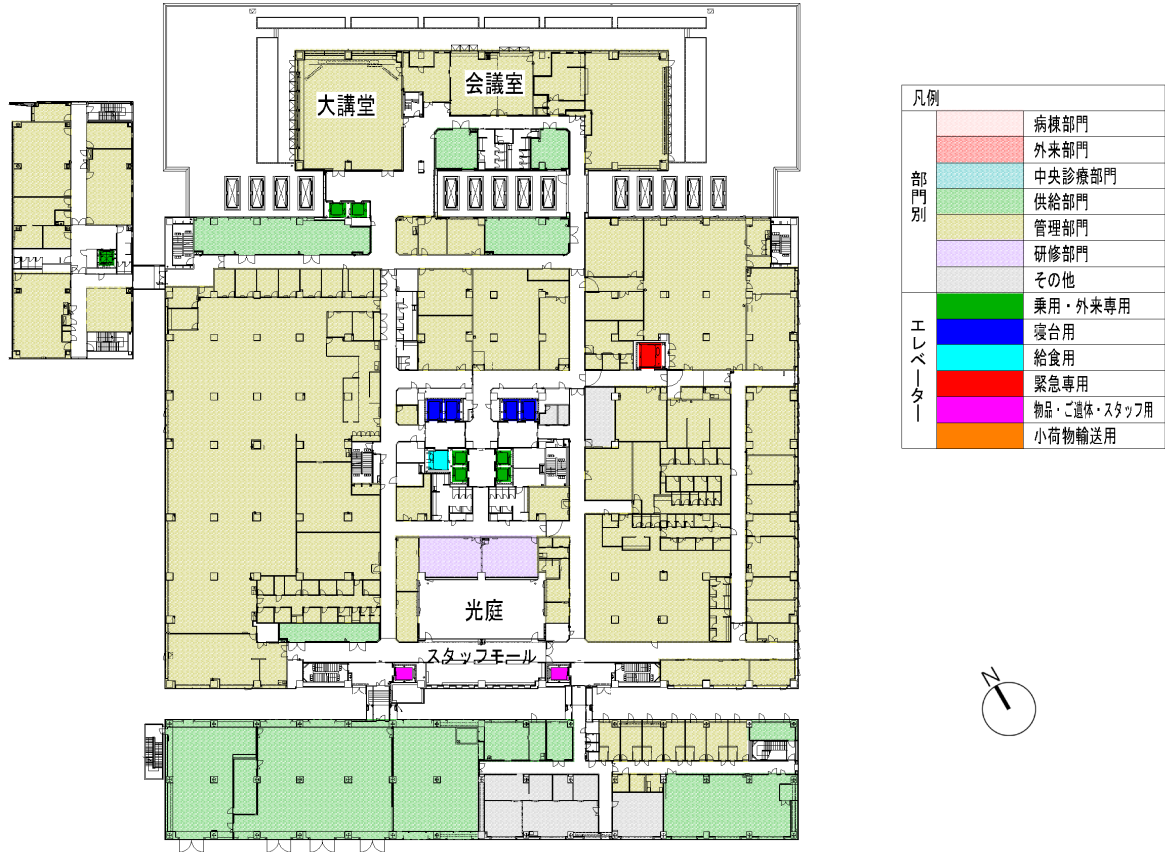 会議室
大講堂
光庭
スタッフモール
凡例
部門別
病棟部門
外来部門
中央診療部門
供給部門
管理部門
研修部門
その他
エレベーター
乗用・外来専用
寝台用
給食用
緊急専用
物品・ご遺体・スタッフ用
小荷物輸送用
N